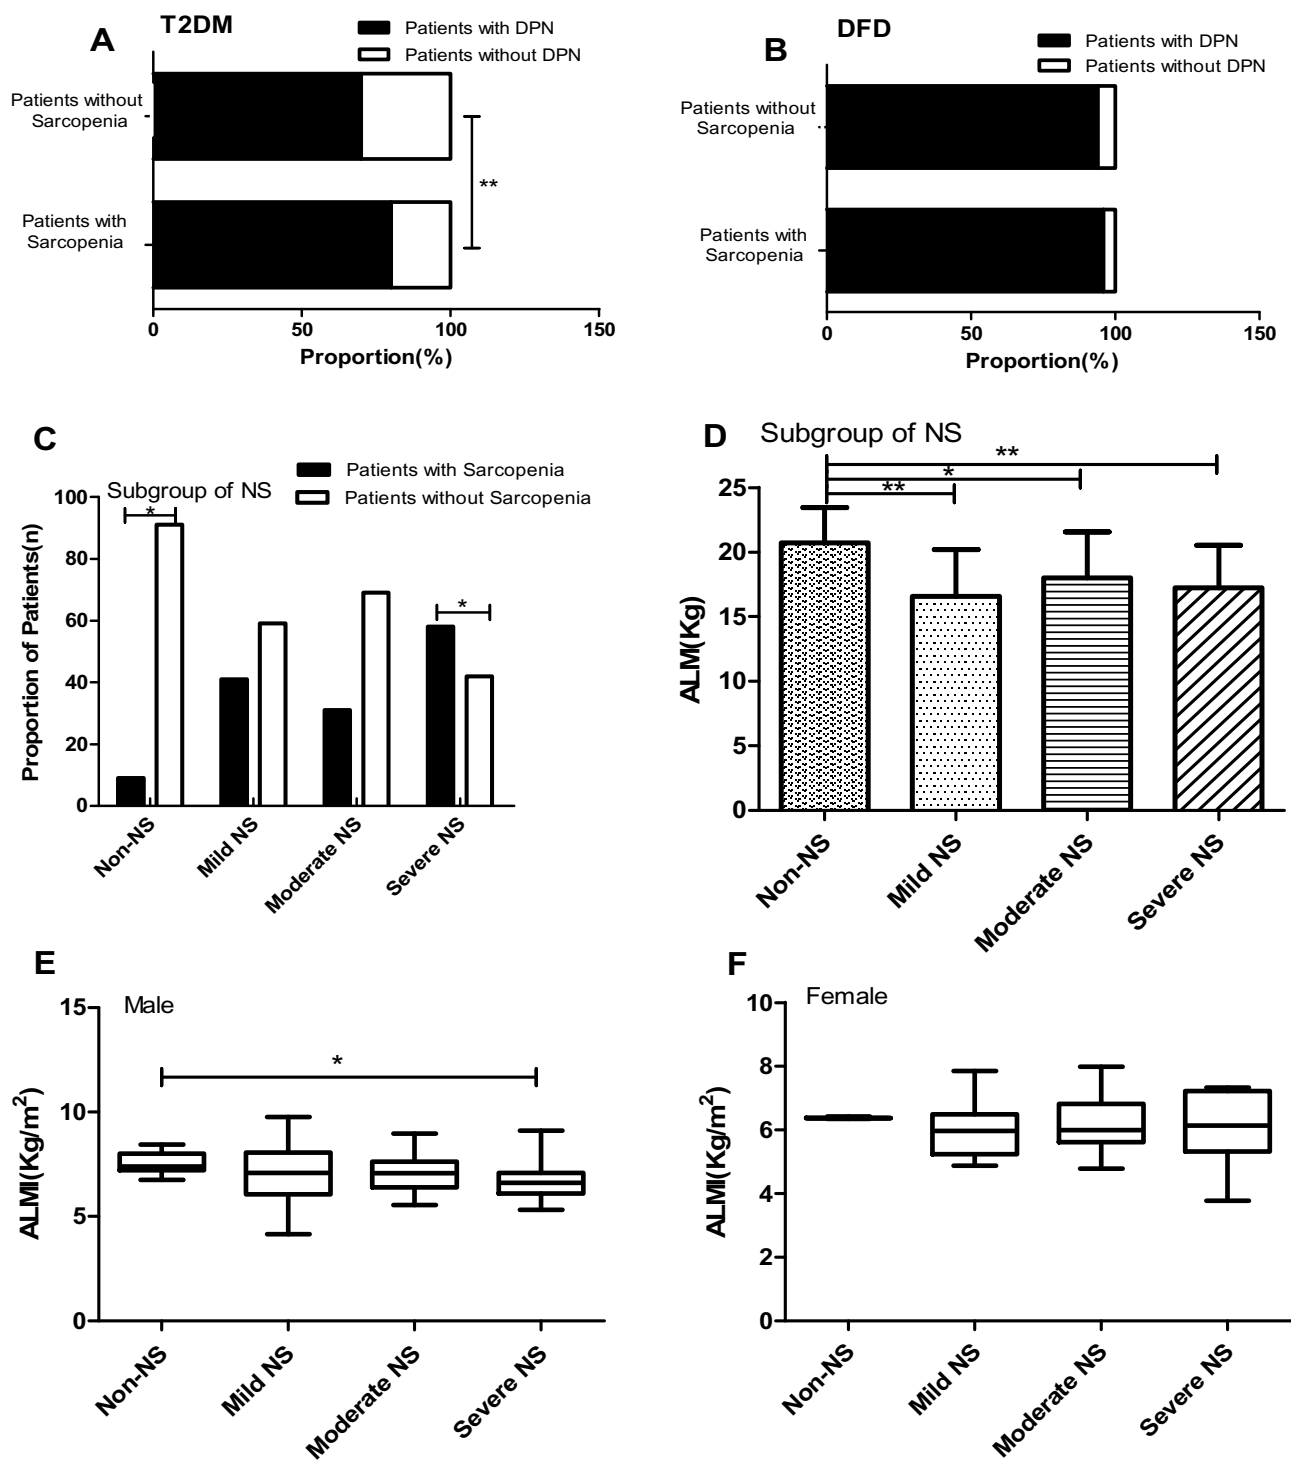 A
T2DM
Patients with DPN
Patients without DPN
Patients without
Sarcopenia
Patients with
Sarcopenia
**
0
50
100
150
Proportion(%)
B
DFD
Patients with DPN
Patients without DPN
Patients without
Sarcopenia
Patients with
Sarcopenia
0
50
100
150
Proportion(%)
C
Patients with Sarcopenia
Patients without Sarcopenia
Subgroup of NS
*
*
Proportion of Patients(n)
100
80
60
40
20
0
Non-NS
Mild NS
Moderate NS
Severe NS
D
Subgroup of NS
**
*
**
ALM(Kg)
25
20
15
10
5
0
Non-NS
Mild NS
Moderate NS
Severe NS
E
Male
*
ALMI(Kg/m²)
15
10
5
0
Non-NS
Mild NS
Moderate NS
Severe NS
F
Female
ALMI(Kg/m²)
10
8
6
4
2
0
Non-NS
Mild NS
Moderate NS
Severe NS